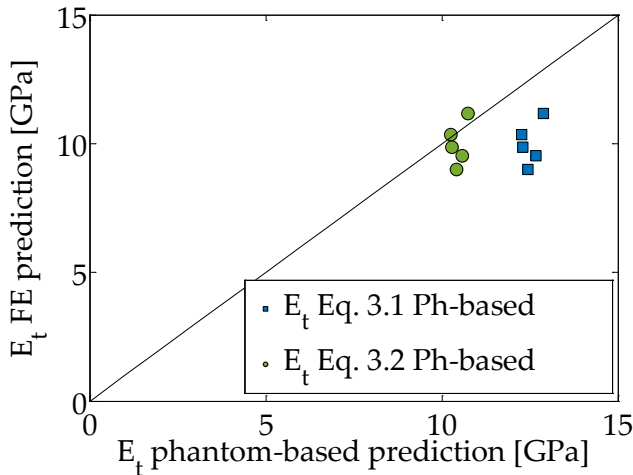 15
10
5
0
E_t FE prediction [GPa]
E_t Eq. 3.1 Ph-based
E_t Eq. 3.2 Ph-based
0 5 10 15
E_t phantom-based prediction [GPa]